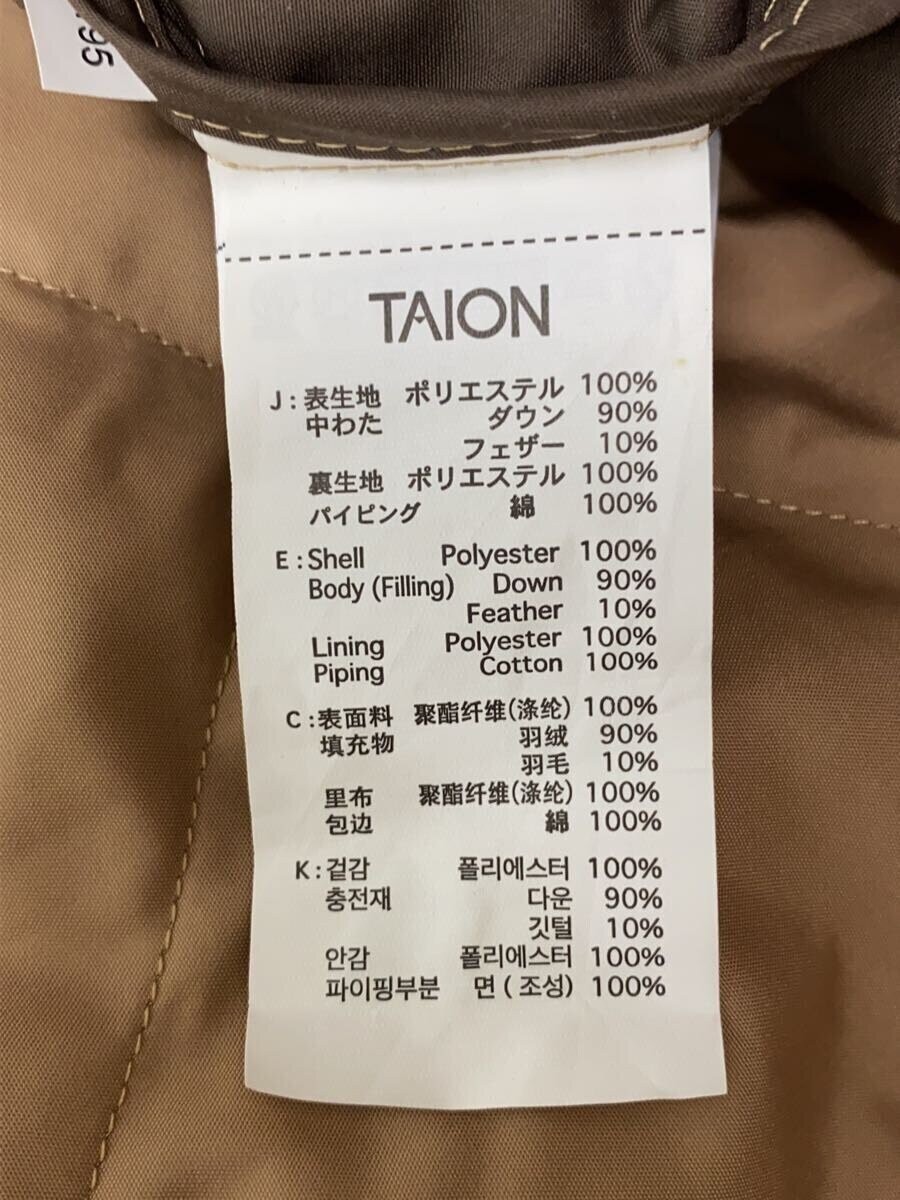 95
TAION
J : 表生地 ポリエステル 100%
中わた ダウン 90%
フェザー 10%
裏生地 ポリエステル 100%
パイピング 綿 100%
E : Shell Polyester 100%
Body (Filling) Down 90%
Feather 10%
Lining Polyester 100%
Piping Cotton 100%
C : 表面料 聚酯纤维(涤纶) 100%
填充物 羽绒 90%
羽毛 10%
里布 聚酯纤维(涤纶) 100%
包边 綿 100%
K : 겉감 폴리에스터 100%
충전재 다운 90%
깃털 10%
안감 폴리에스터 100%
파이핑부분 면 ( 조성) 100%